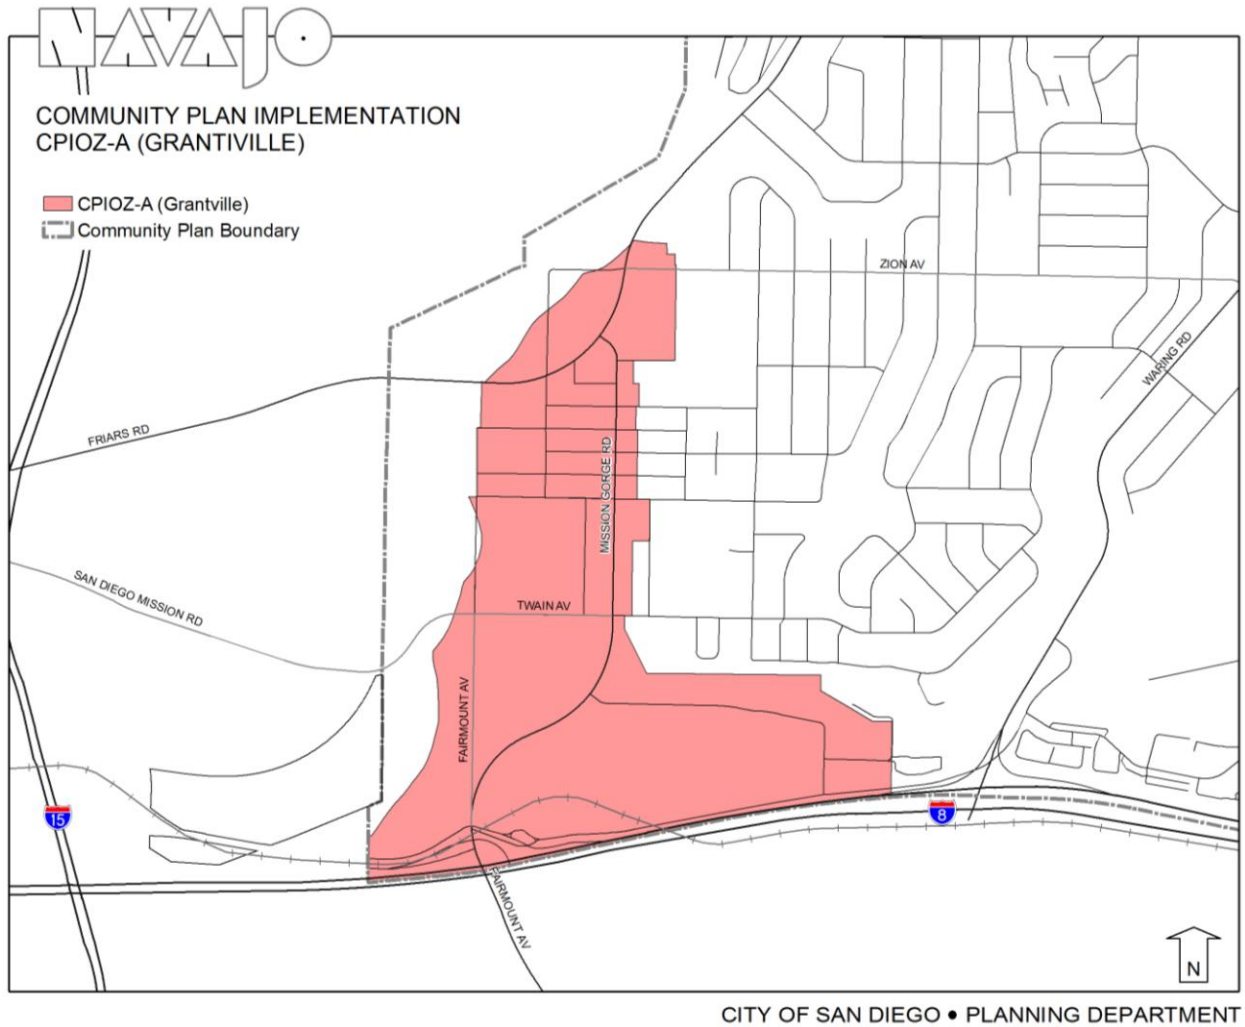 NAVAJO
COMMUNITY PLAN IMPLEMENTATION
CPIOZ-A (GRANTIVILLE)
CPIOZ-A (Grantville)
Community Plan Boundary
ZION AV
WARING RD
FRIARS RD
MISSION GORGE RD
SAN DIEGO MISSION RD
TWAIN AV
FAIRMOUNT AV
15
8
FAIRMOUNT AV
N
CITY OF SAN DIEGO • PLANNING DEPARTMENT